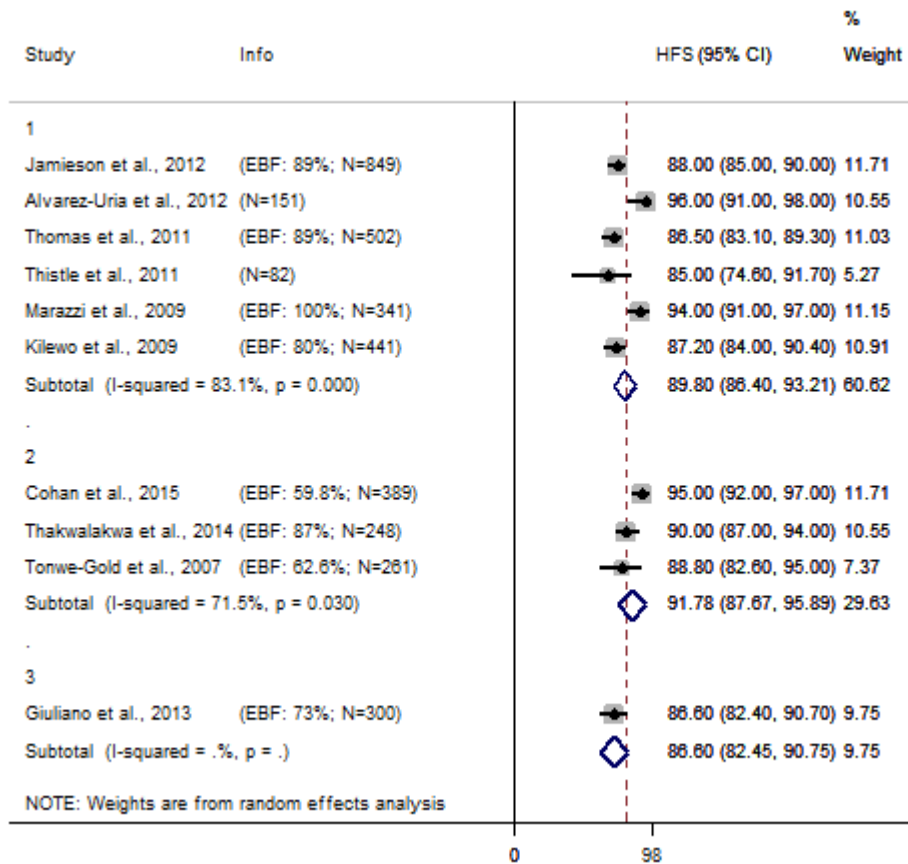 %
Study Info HFS (95% CI) Weight
1
Jamieson et al., 2012 (EBF: 89%; N=849) 88.00 (85.00, 90.00) 11.71
Alvarez-Uria et al., 2012 (N=151) 96.00 (91.00, 98.00) 10.55
Thomas et al., 2011 (EBF: 89%; N=502) 86.50 (83.10, 89.30) 11.03
Thistle et al., 2011 (N=82) 85.00 (74.60, 91.70) 5.27
Marazzi et al., 2009 (EBF: 100%; N=341) 94.00 (91.00, 97.00) 11.15
Kilewo et al., 2009 (EBF: 80%; N=441) 87.20 (84.00, 90.40) 10.91
Subtotal (I-squared = 83.1%, p = 0.000) 89.80 (86.40, 93.21) 60.62
.
2
Cohan et al., 2015 (EBF: 59.8%; N=389) 95.00 (92.00, 97.00) 11.71
Thakwalakwa et al., 2014 (EBF: 87%; N=248) 90.00 (87.00, 94.00) 10.55
Tonwe-Gold et al., 2007 (EBF: 62.6%; N=261) 88.80 (82.60, 95.00) 7.37
Subtotal (I-squared = 71.5%, p = 0.030) 91.78 (87.67, 95.89) 29.63
.
3
Giuliano et al., 2013 (EBF: 73%; N=300) 86.60 (82.40, 90.70) 9.75
Subtotal (I-squared = .%, p = .) 86.60 (82.45, 90.75) 9.75
NOTE: Weights are from random effects analysis
0 98